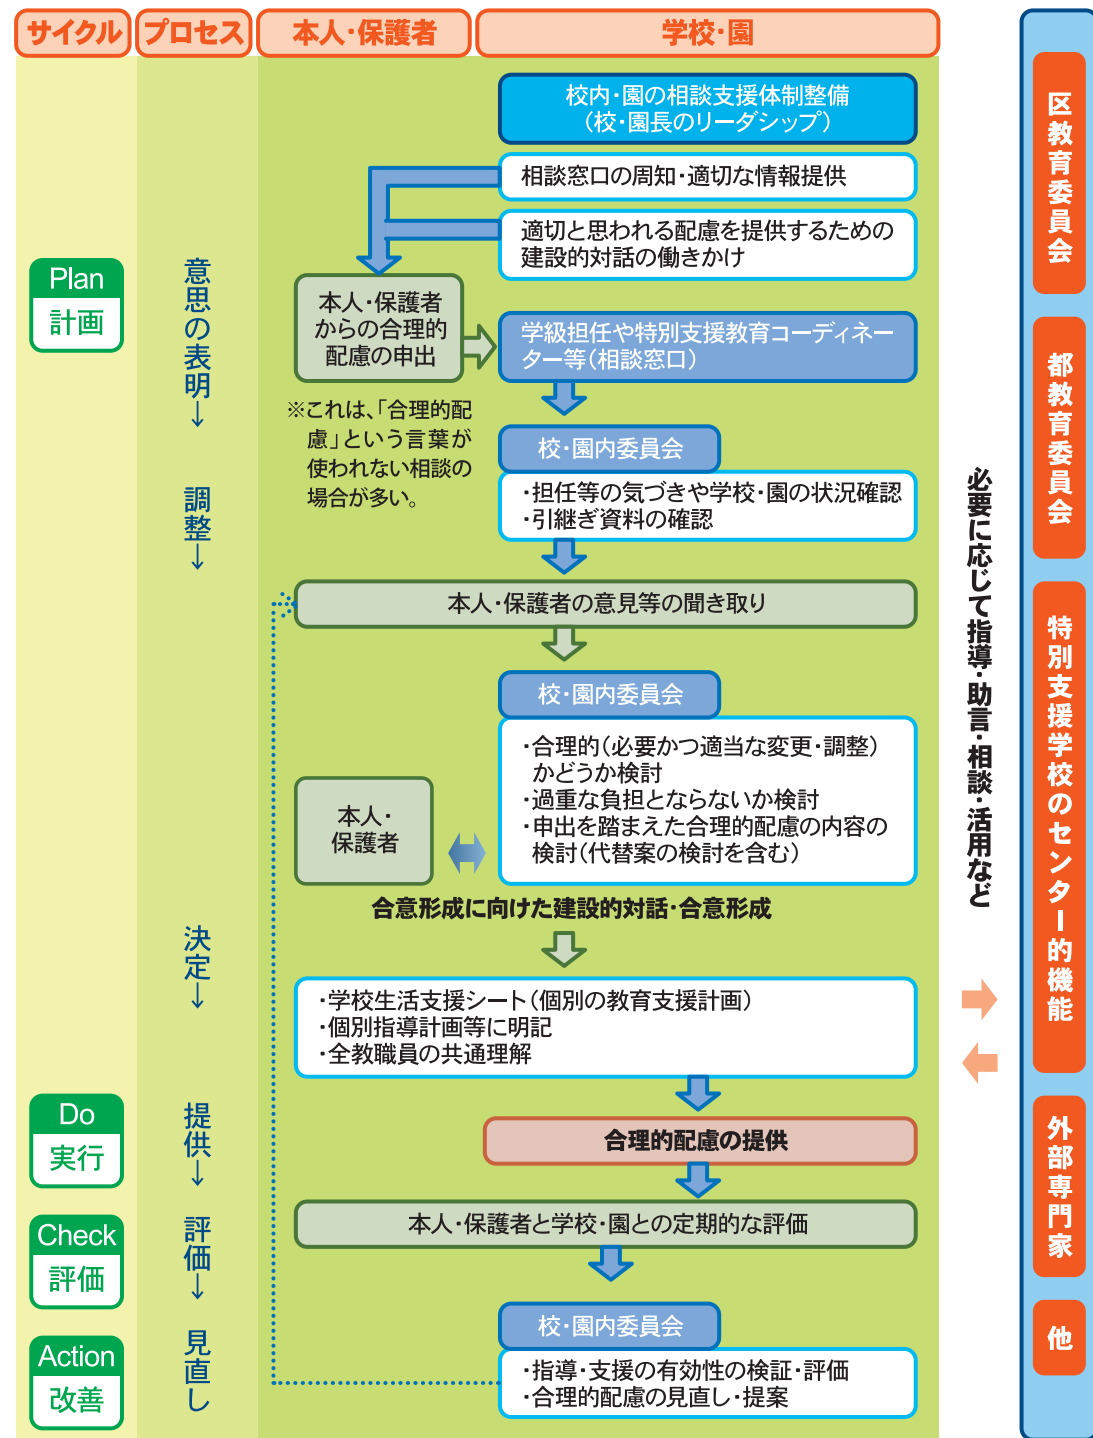 サイクル
プロセス
本人・保護者
学校・園
校内・園の相談支援体制整備
（校・園長のリーダシップ）
相談窓口の周知・適切な情報提供
適切と思われる配慮を提供するための
建設的対話の働きかけ
Plan
計画
意思の表明→
本人・保護者
からの合理的
配慮の申出
学級担任や特別支援教育コーディネー
ター等（相談窓口）
※これは、「合理的配
慮」という言葉が
使われない相談の
場合が多い。
校・園内委員会
・担任等の気づきや学校・園の状況確認
・引継ぎ資料の確認
調整→
本人・保護者の意見等の聞き取り
校・園内委員会
・合理的（必要かつ適当な変更・調整）
かどうか検討
・過重な負担とならないか検討
・申出を踏まえた合理的配慮の内容の
検討（代替案の検討を含む）
本人・
保護者
合意形成に向けた建設的対話・合意形成
決定→
・学校生活支援シート（個別の教育支援計画）
・個別指導計画等に明記
・全教職員の共通理解
Do
実行
提供→
合理的配慮の提供
Check
評価
評価→
本人・保護者と学校・園との定期的な評価
Action
改善
見直し
校・園内委員会
・指導・支援の有効性の検証・評価
・合理的配慮の見直し・提案
必要に応じて指導・助言・相談・活用など
区教育委員会
都教育委員会
特別支援学校のセンター的機能
外部専門家
他